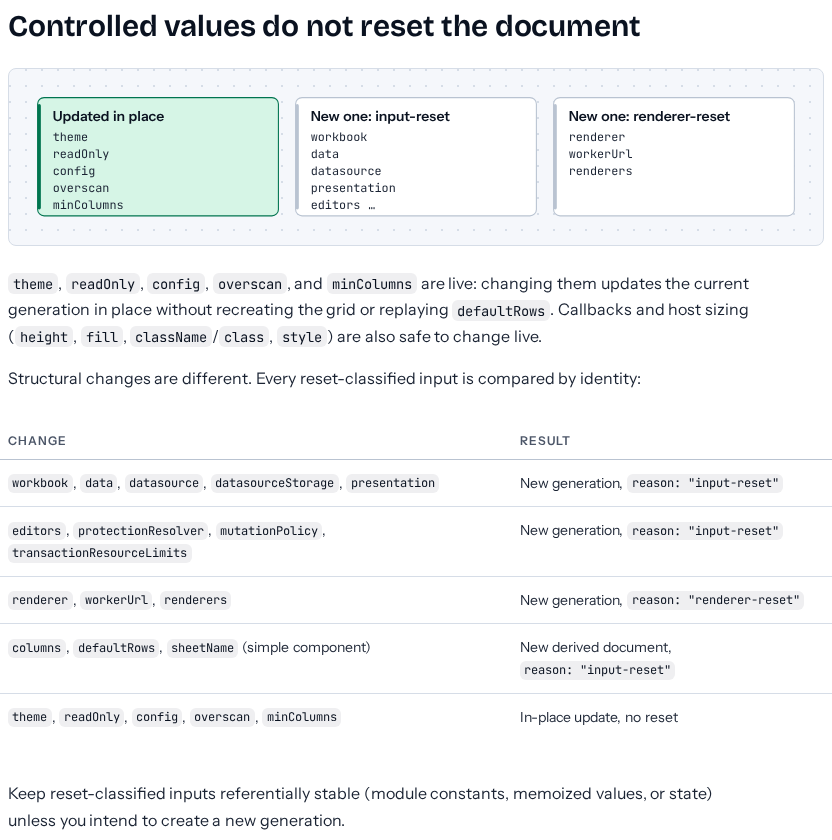 Controlled values do not reset the document
Updated in place
theme
readOnly
config
overscan
minColumns
New one: input-reset
workbook
data
datasource
presentation
editors …
New one: renderer-reset
renderer
workerUrl
renderers
theme, readOnly, config, overscan, and minColumns are live: changing them updates the current
generation in place without recreating the grid or replaying defaultRows. Callbacks and host sizing
(height, fill, className/class, style) are also safe to change live.
Structural changes are different. Every reset-classified input is compared by identity:
CHANGE RESULT
workbook, data, datasource, datasourceStorage, presentation New generation, reason: "input-reset"
editors, protectionResolver, mutationPolicy, New generation, reason: "input-reset"
transactionResourceLimits
renderer, workerUrl, renderers New generation, reason: "renderer-reset"
columns, defaultRows, sheetName (simple component) New derived document,
reason: "input-reset"
theme, readOnly, config, overscan, minColumns In-place update, no reset
Keep reset-classified inputs referentially stable (module constants, memoized values, or state)
unless you intend to create a new generation.